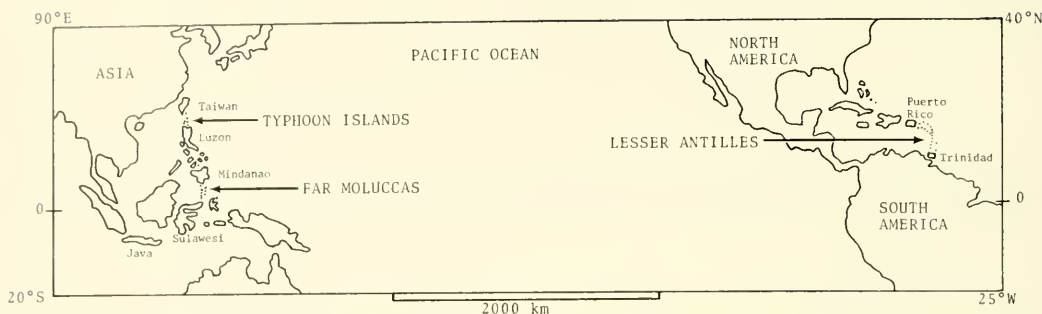 90°E
40°N
ASIA
PACIFIC OCEAN
NORTH
AMERICA
Taiwan
TYPHOON ISLANDS
Luzon
Puerto
Rico
LESSER ANTILLES
Trinidad
Mindanao
FAR MOLUCCAS
0
0
SOUTH
AMERICA
Sulawesi
Java
20°S
2000 km
25°W